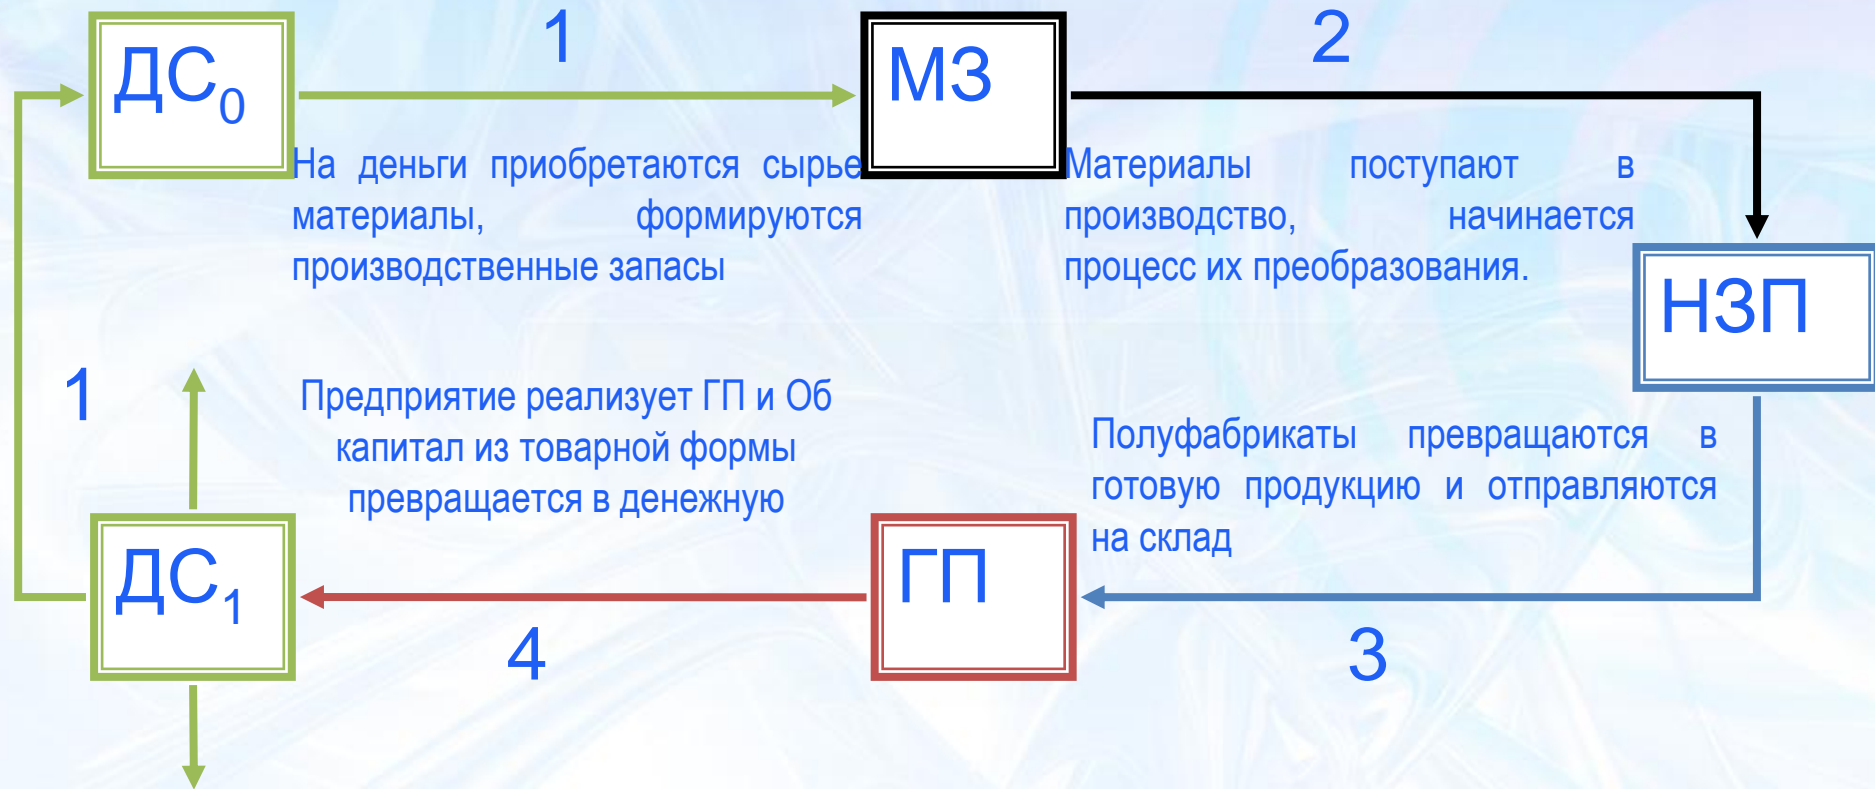 ДС0
1
МЗ
2
На деньги приобретаются сырье
материалы, формируются
производственные запасы
Материалы поступают в
производство, начинается
процесс их преобразования.
НЗП
1
Предприятие реализует ГП и Об
капитал из товарной формы
превращается в денежную
Полуфабрикаты превращаются в
готовую продукцию и отправляются
на склад
ДС1
4
ГП
3